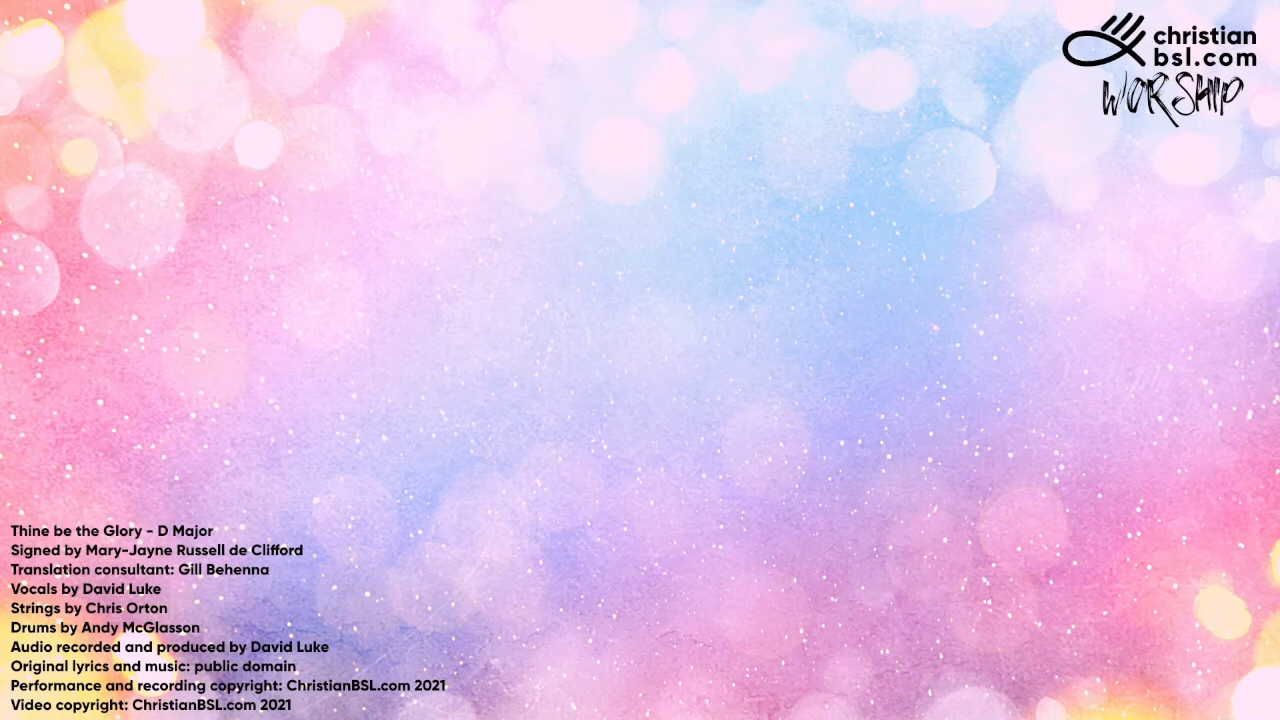 christian
bsl.com
WORSHIP
Thine be the Glory - D Major
Signed by Mary-Jayne Russell de Clifford
Translation consultant: Gill Behenna
Vocals by David Luke
Strings by Chris Orton
Drums by Andy McGlasson
Audio recorded and produced by David Luke
Original lyrics and music: public domain
Performance and recording copyright: ChristianBSL.com 2021
Video copyright: ChristianBSL.com 2021